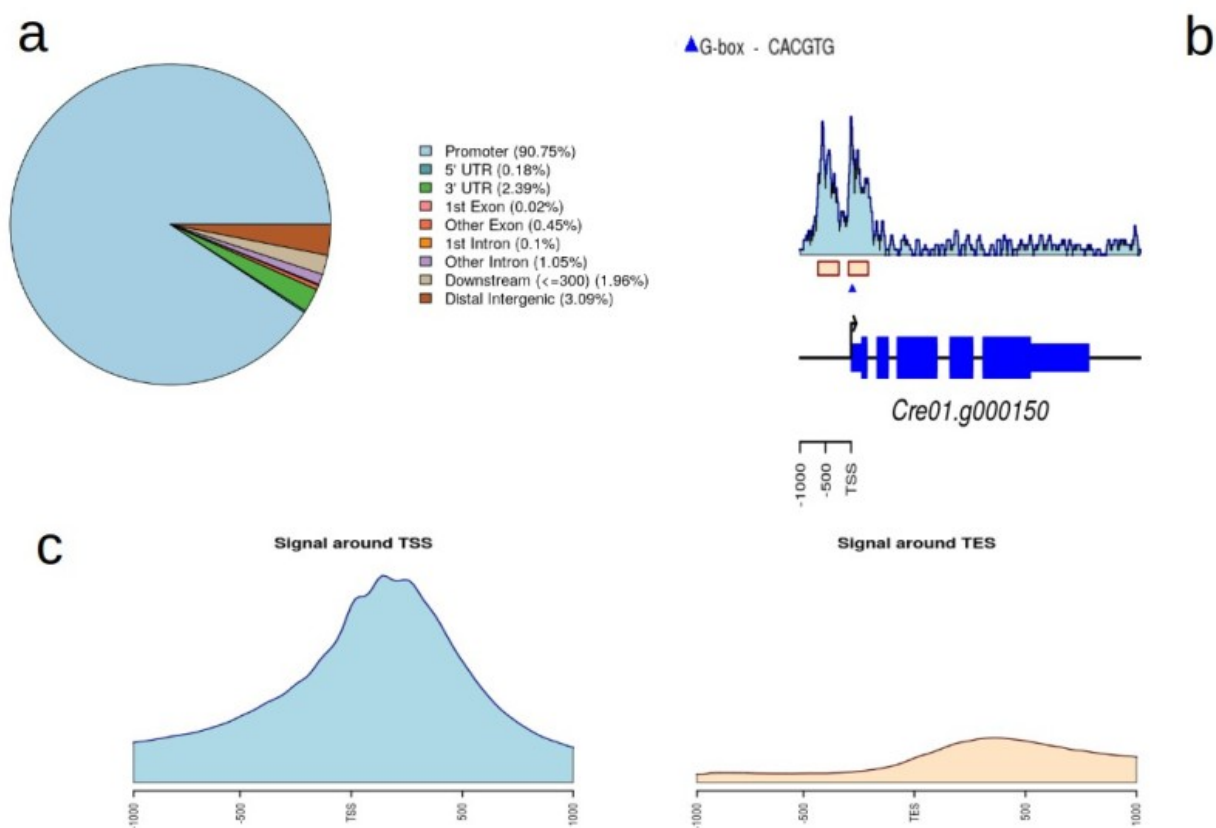 a
b
G-box - CACGTG
Promoter (90.75%)
5' UTR (0.18%)
3' UTR (2.39%)
1st Exon (0.02%)
Other Exon (0.45%)
1st Intron (0.1%)
Other Intron (1.05%)
Downstream (<=300) (1.96%)
Distal Intergenic (3.09%)
Cre01.g000150
-1000
-500
TSS
c
Signal around TSS
-1000
-500
TSS
500
1000
Signal around TES
-1000
-500
TES
500
1000